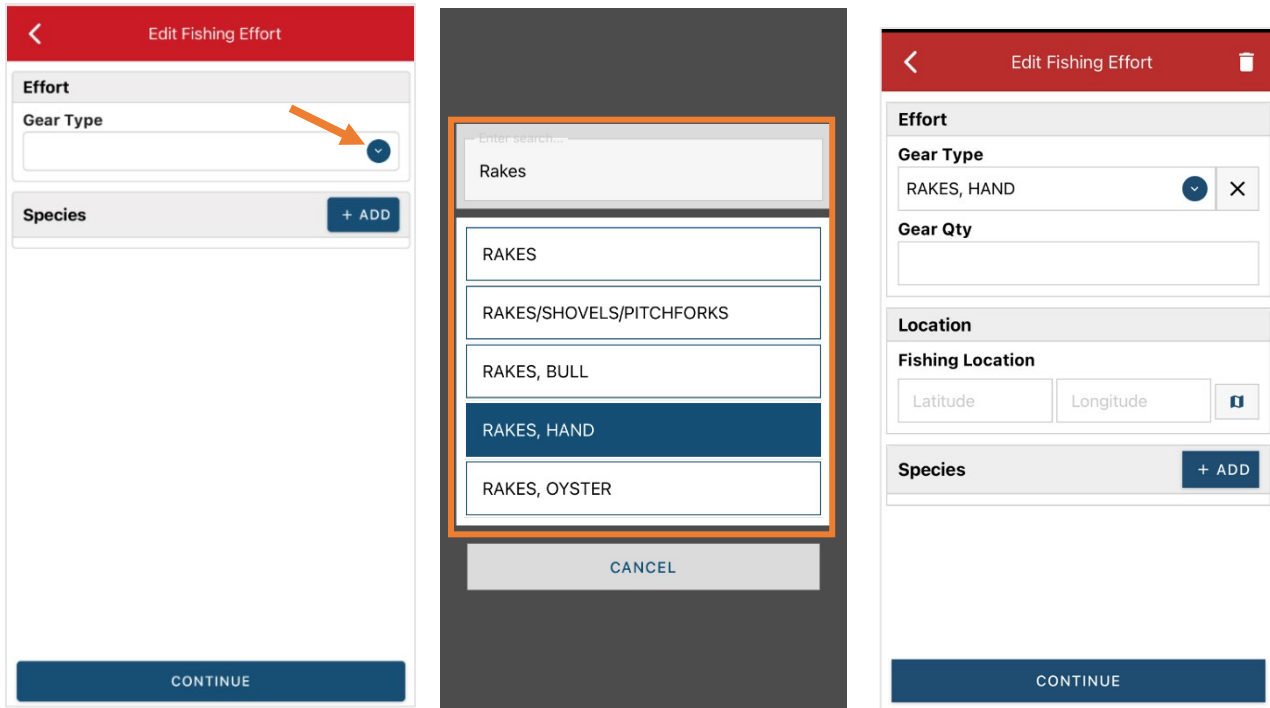 Edit Fishing Effort
Effort
Gear Type
Species
+ ADD
CONTINUE
Enter search...
Rakes
RAKES
RAKES/SHOVELS/PITCHFORKS
RAKES, BULL
RAKES, HAND
RAKES, OYSTER
CANCEL
Edit Fishing Effort
Effort
Gear Type
RAKES, HAND
Gear Qty
Location
Fishing Location
Latitude Longitude
Species
+ ADD
CONTINUE